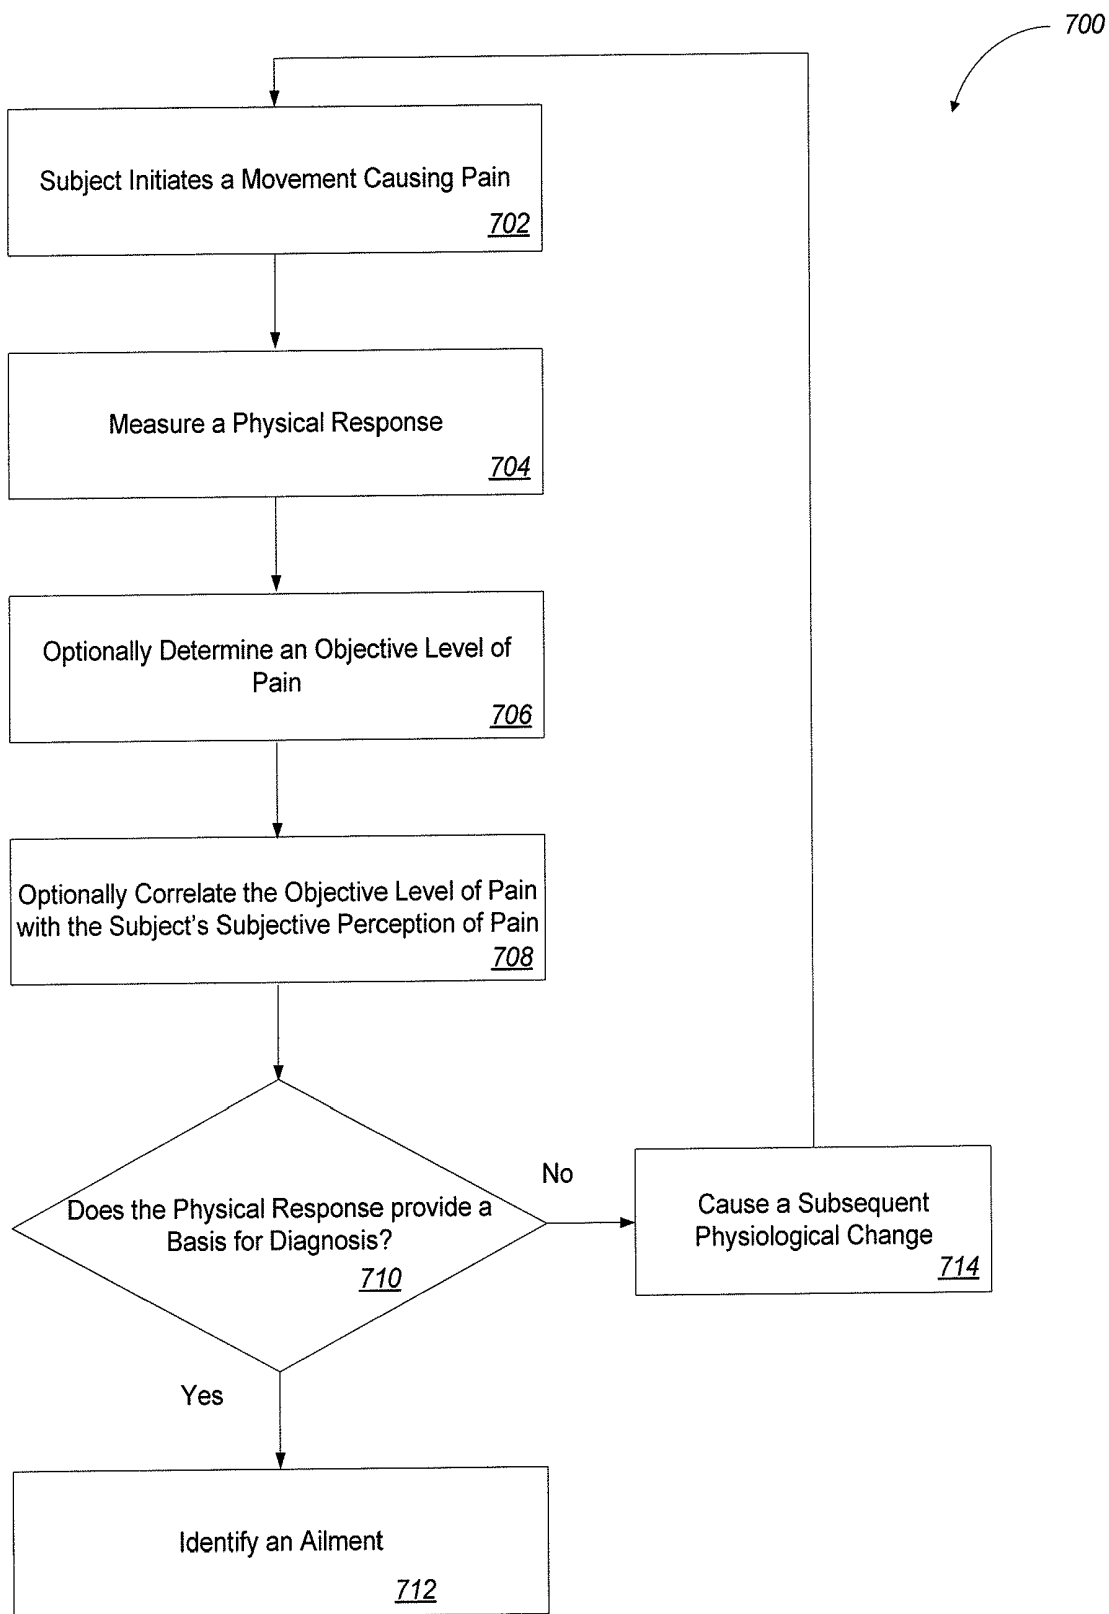 700
Subject Initiates a Movement Causing Pain
702
Measure a Physical Response
704
Optionally Determine an Objective Level of
Pain
706
Optionally Correlate the Objective Level of Pain
with the Subject's Subjective Perception of Pain
708
Does the Physical Response provide a
Basis for Diagnosis?
710
No
Cause a Subsequent
Physiological Change
714
Yes
Identify an Ailment
712